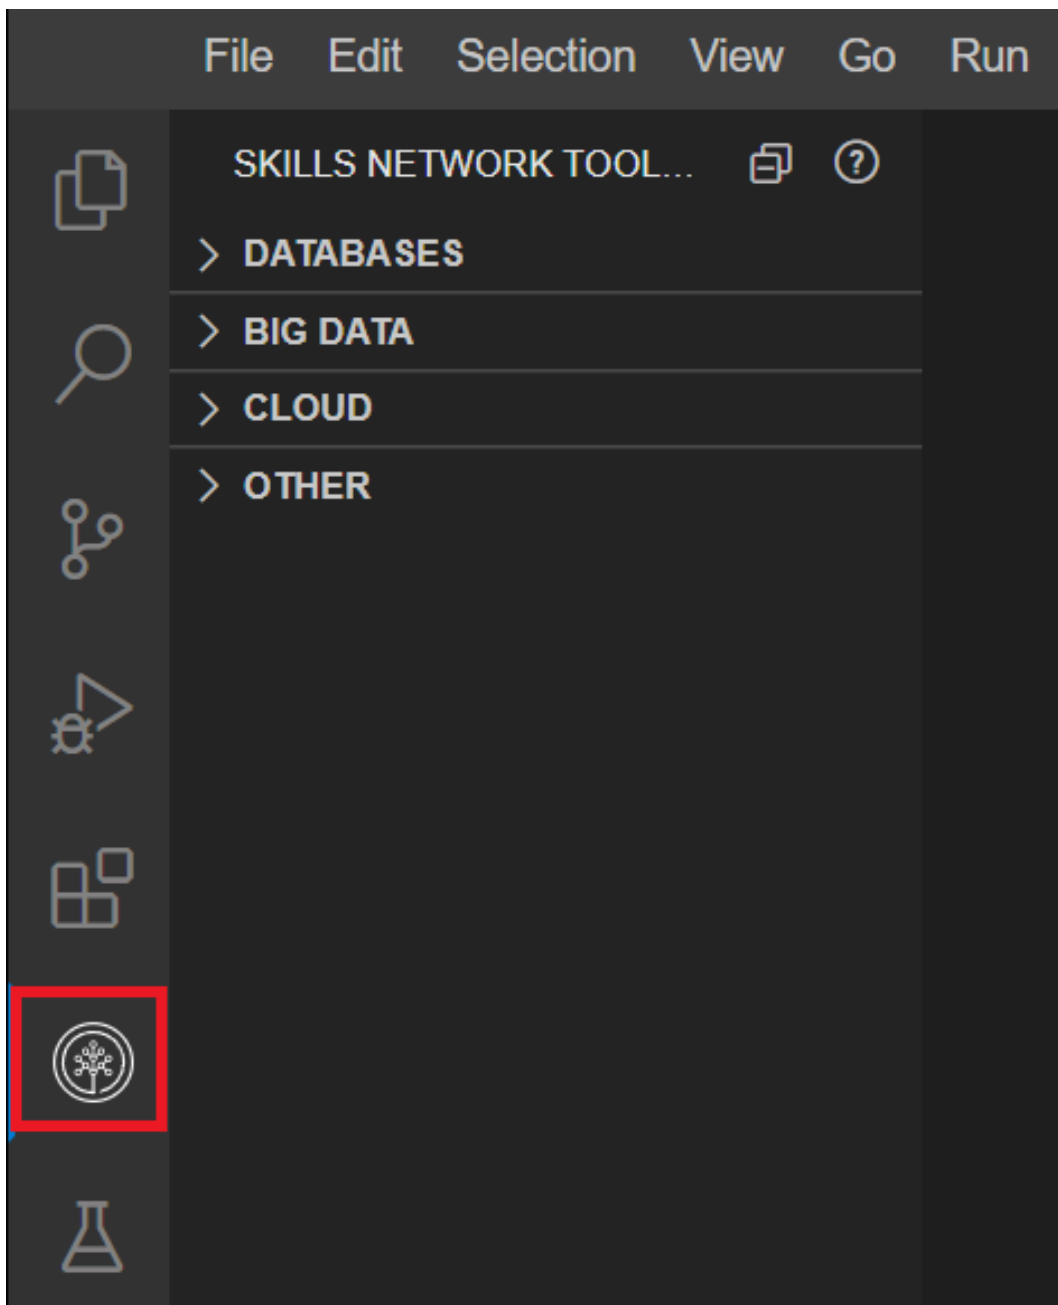 File Edit Selection View Go Run
SKILLS NETWORK TOOL...
DATABASES
BIG DATA
CLOUD
OTHER